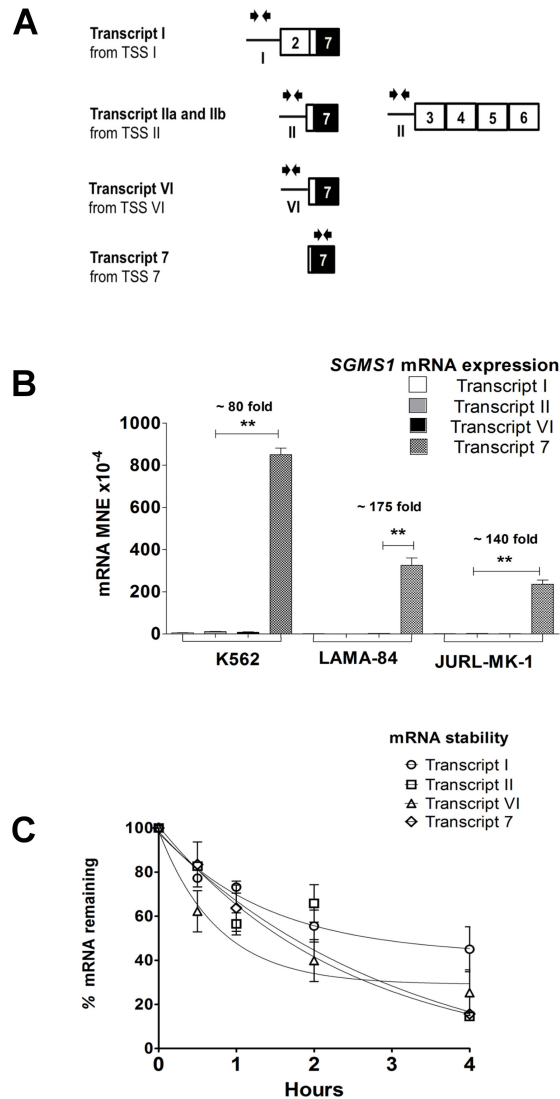 A
Transcript I
from TSS I
I
2
7
Transcript IIa and IIb
from TSS II
II
7
II
3
4
5
6
Transcript VI
from TSS VI
VI
7
Transcript 7
from TSS 7
7
B
SGMS1 mRNA expression
Transcript I
Transcript II
Transcript VI
Transcript 7
mRNA MNE x10-4
1000
800
600
400
200
0
~ 80 fold
**
~ 175 fold
**
~ 140 fold
**
K562
LAMA-84
JURL-MK-1
C
mRNA stability
Transcript I
Transcript II
Transcript VI
Transcript 7
% mRNA remaining
100
80
60
40
20
0
0
1
2
3
4
Hours